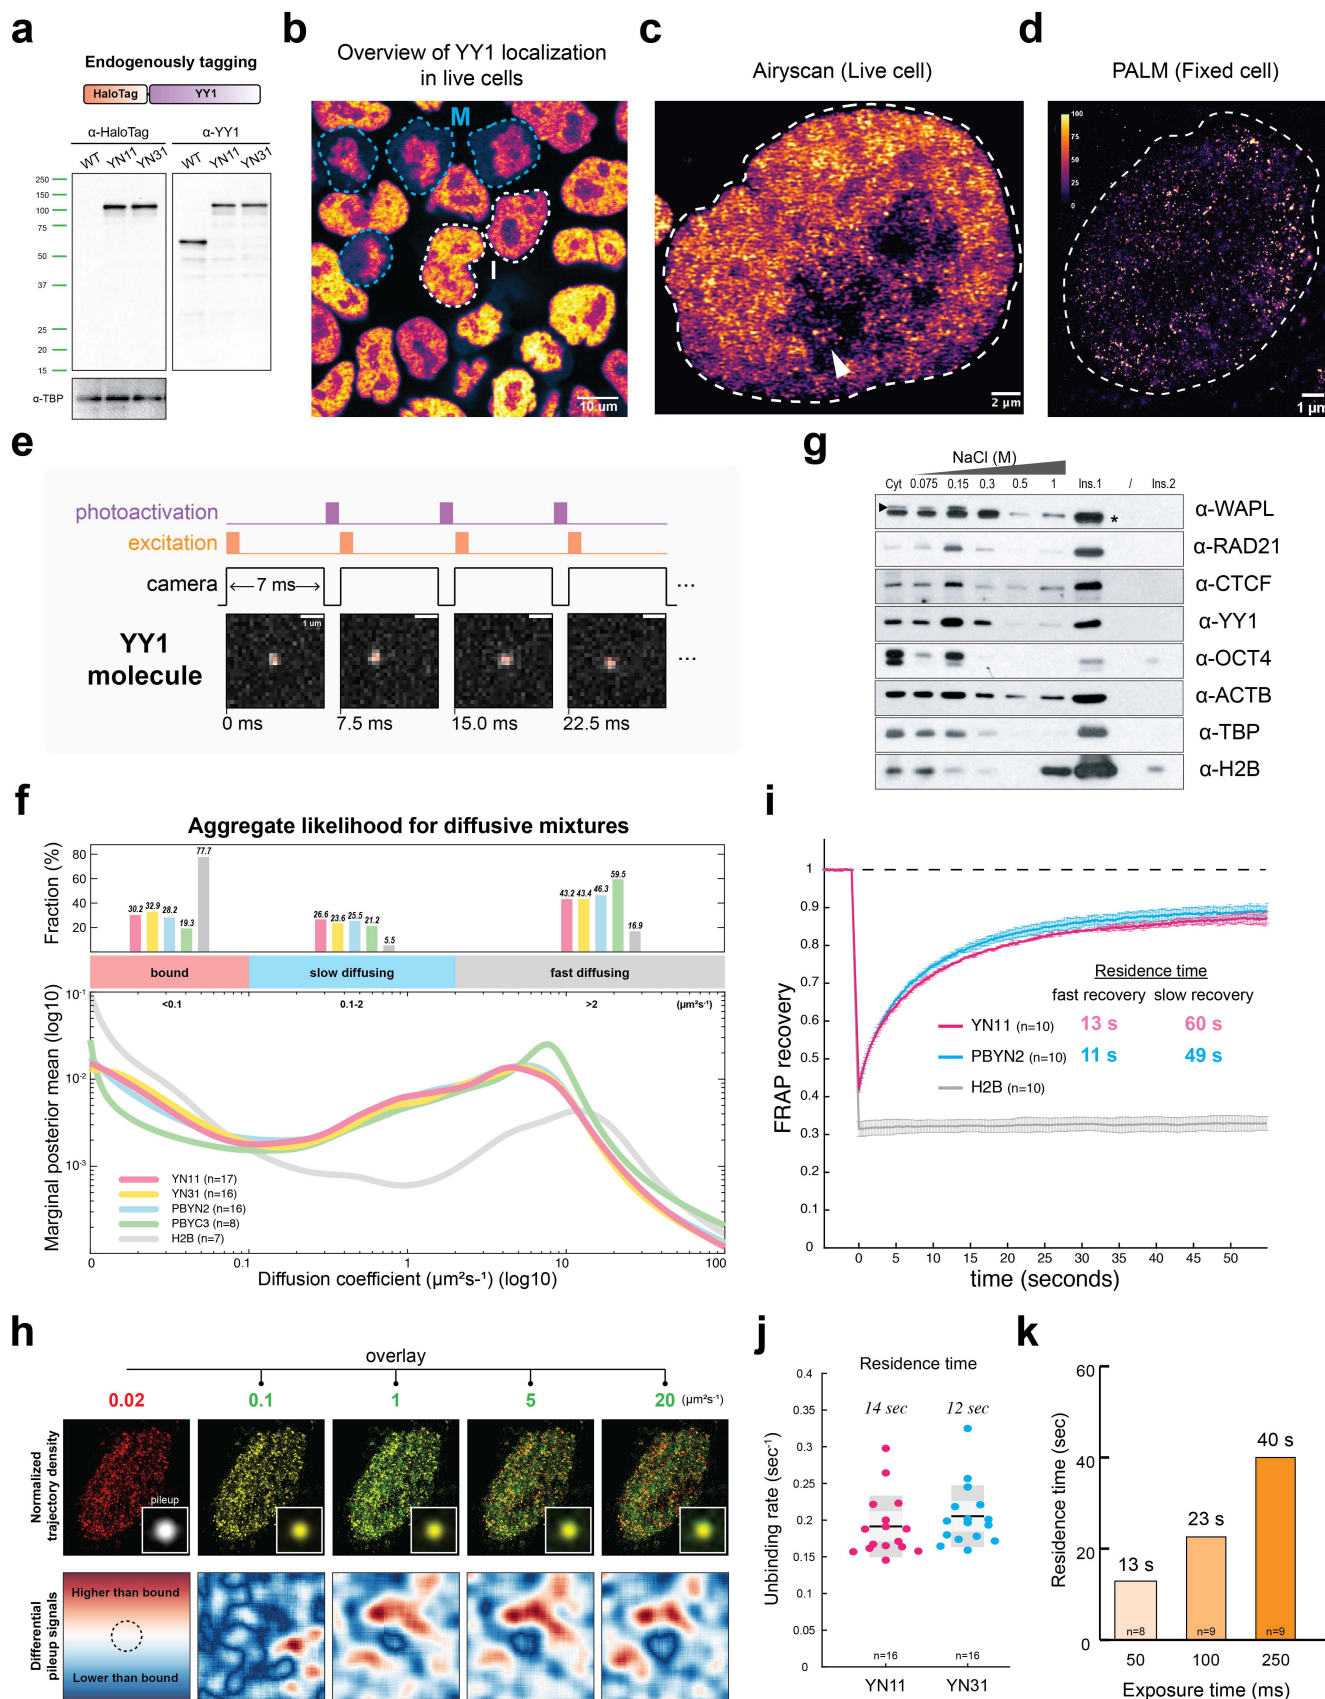 a
Endogenously tagging
HaloTag
YY1
α-HaloTag
α-YY1
WT YN11 YN31
WT YN11 YN31
250
150
100
75
50
37
25
20
15
α-TBP
b
Overview of YY1 localization
in live cells
M
I
10 um
c
Airyscan (Live cell)
2 µm
d
PALM (Fixed cell)
100
75
50
25
0
1 µm
e
photoactivation
excitation
camera
7 ms
...
YY1
molecule
1 um
...
0 ms
7.5 ms
15.0 ms
22.5 ms
g
NaCl (M)
Cyt 0.075 0.15 0.3 0.5 1 Ins.1 / Ins.2
*
α-WAPL
α-RAD21
α-CTCF
α-YY1
α-OCT4
α-ACTB
α-TBP
α-H2B
f
Aggregate likelihood for diffusive mixtures
Fraction (%)
80
60
40
20
30.2 32.9 28.2 19.3 77.7
26.6 23.6 25.5 21.2 5.5
43.2 43.4 46.3 59.5 16.9
bound
slow diffusing
fast diffusing
<0.1
0.1-2
>2
(µm²s-¹)
Marginal posterior mean (log10)
10-1
10-2
10-3
YN11 (n=17)
YN31 (n=16)
PBYN2 (n=16)
PBYC3 (n=8)
H2B (n=7)
0 0.1 1 10 100
Diffusion coefficient (µm²s-¹) (log10)
i
FRAP recovery
1
0.9
0.8
0.7
0.6
0.5
0.4
0.3
0.2
0.1
0
Residence time
fast recovery slow recovery
YN11 (n=10) 13 s 60 s
PBYN2 (n=10) 11 s 49 s
H2B (n=10)
0 5 10 15 20 25 30 35 40 45 50
time (seconds)
h
overlay
0.02 0.1 1 5 20 (µm²s-¹)
Normalized
trajectory density
pileup
Differential
pileup signals
Higher than bound
Lower than bound
j
Residence time
Unbinding rate (sec-1)
0.4
0.35
0.3
0.25
0.2
0.15
0.1
0.05
0
14 sec
12 sec
n=16
n=16
YN11
YN31
k
Residence time (sec)
60
40
20
0
13 s
23 s
40 s
n=8
n=9
n=9
50
100
250
Exposure time (ms)